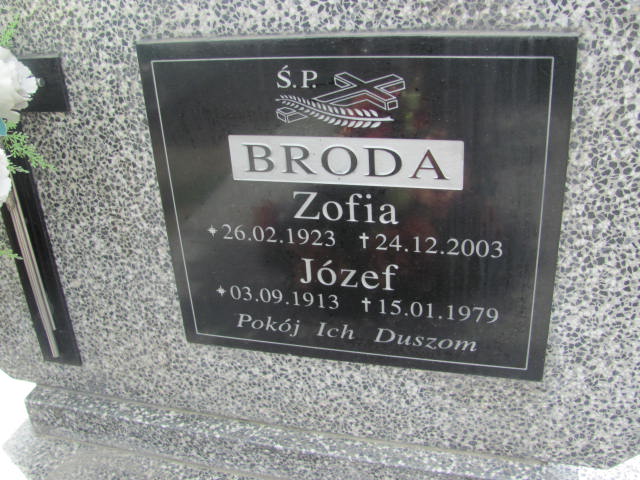 Ś.P.
BRODA
Zofia
*26.02.1923 †24.12.2003
Józef
*03.09.1913 †15.01.1979
Pokój Ich Duszom